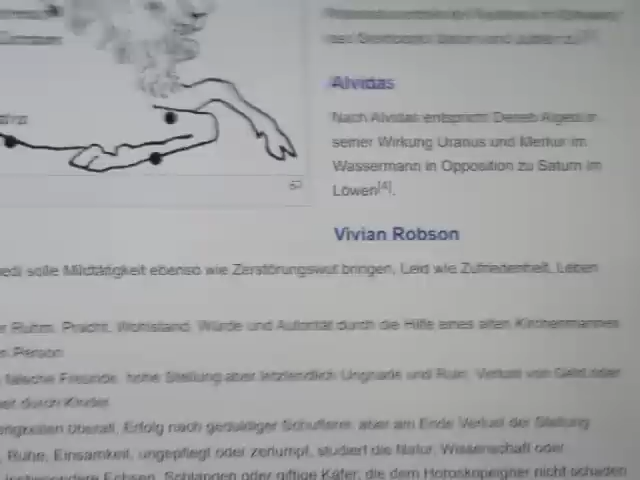 Alvidas
Nach Alvidas entspricht Deneb Algedi in
seiner Wirkung Uranus und Merkur im
Wassermann in Opposition zu Saturn im
Löwen[4].
Vivian Robson
edi solle Mildtätigkeit ebenso wie Zerstörungswut bringen, Leid wie Zufriedenheit, Leben
er Ruhm, Pracht, Wohlstand, Würde und Autorität durch die Hilfe eines alten Kirchenmannes
n Person
falsche Freunde, hohe Stellung aber letztendlich Ungnade und Ruin, Verlust von Geld oder
durch Kinder
erigkeiten überall, Erfolg nach geduldiger Schufterei, aber am Ende Verlust der Stellung
Ruhe, Einsamkeit, ungepflegt oder zerlumpt, studiert die Natur, Wissenschaft oder
insbesondere Echsen, Schlangen oder giftige Käfer, die dem Horoskopeigner nicht schaden